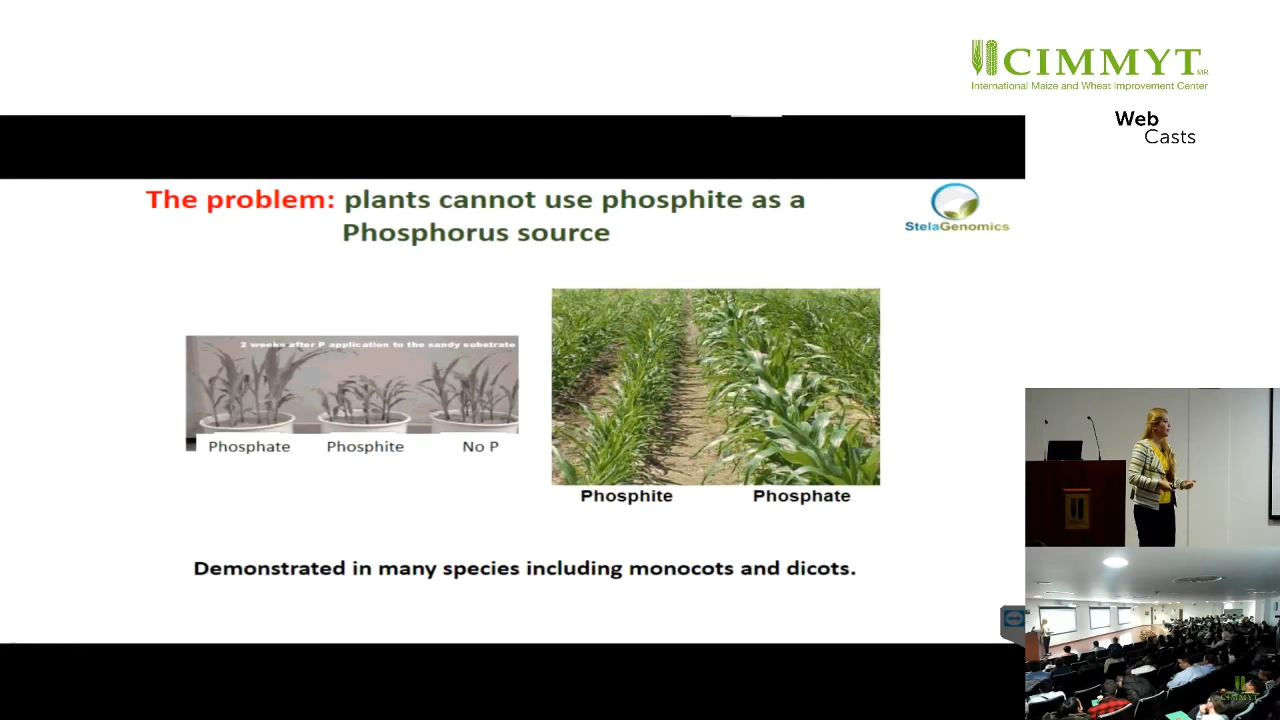 CIMMYT MR
International Maize and Wheat Improvement Center
Web
Casts
The problem: plants cannot use phosphite as a
Phosphorus source
StelaGenomics
2 weeks after P application to the sandy substrate
Phosphate
Phosphite
No P
Phosphite
Phosphate
Demonstrated in many species including monocots and dicots.
CIMMYT